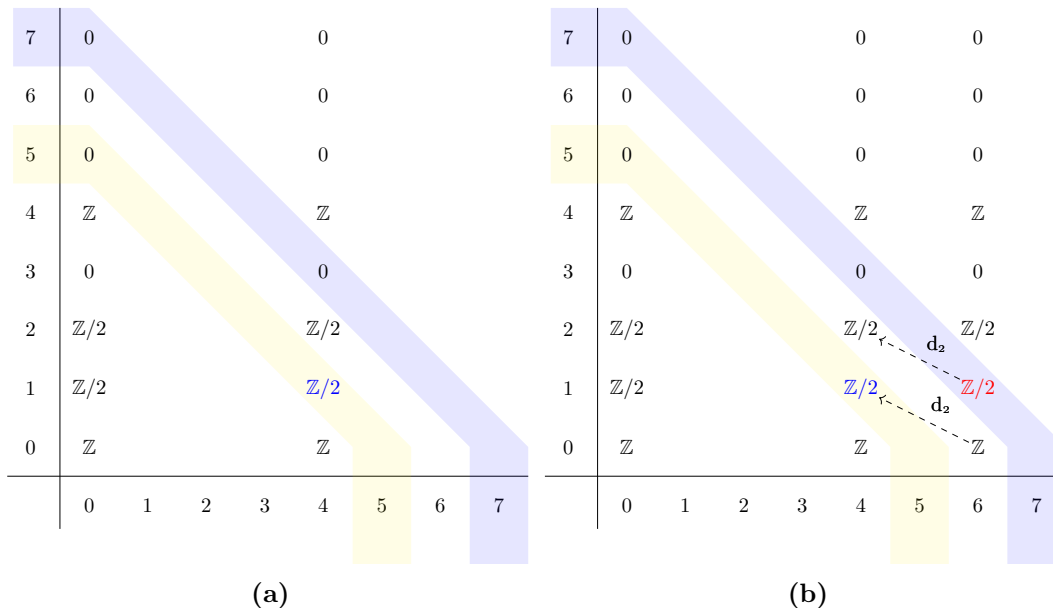 7 0 0 7 0 0 0
6 0 0 6 0 0 0
5 0 0 5 0 0 0
4 ℤ ℤ 4 ℤ ℤ ℤ
3 0 0 3 0 0 0
2 ℤ/2 ℤ/2 2 ℤ/2 ℤ/2 ℤ/2
d₂
1 ℤ/2 ℤ/2 1 ℤ/2 ℤ/2 ℤ/2
d₂
0 ℤ ℤ 0 ℤ ℤ ℤ
0 1 2 3 4 5 6 7 0 1 2 3 4 5 6 7
(a) (b)